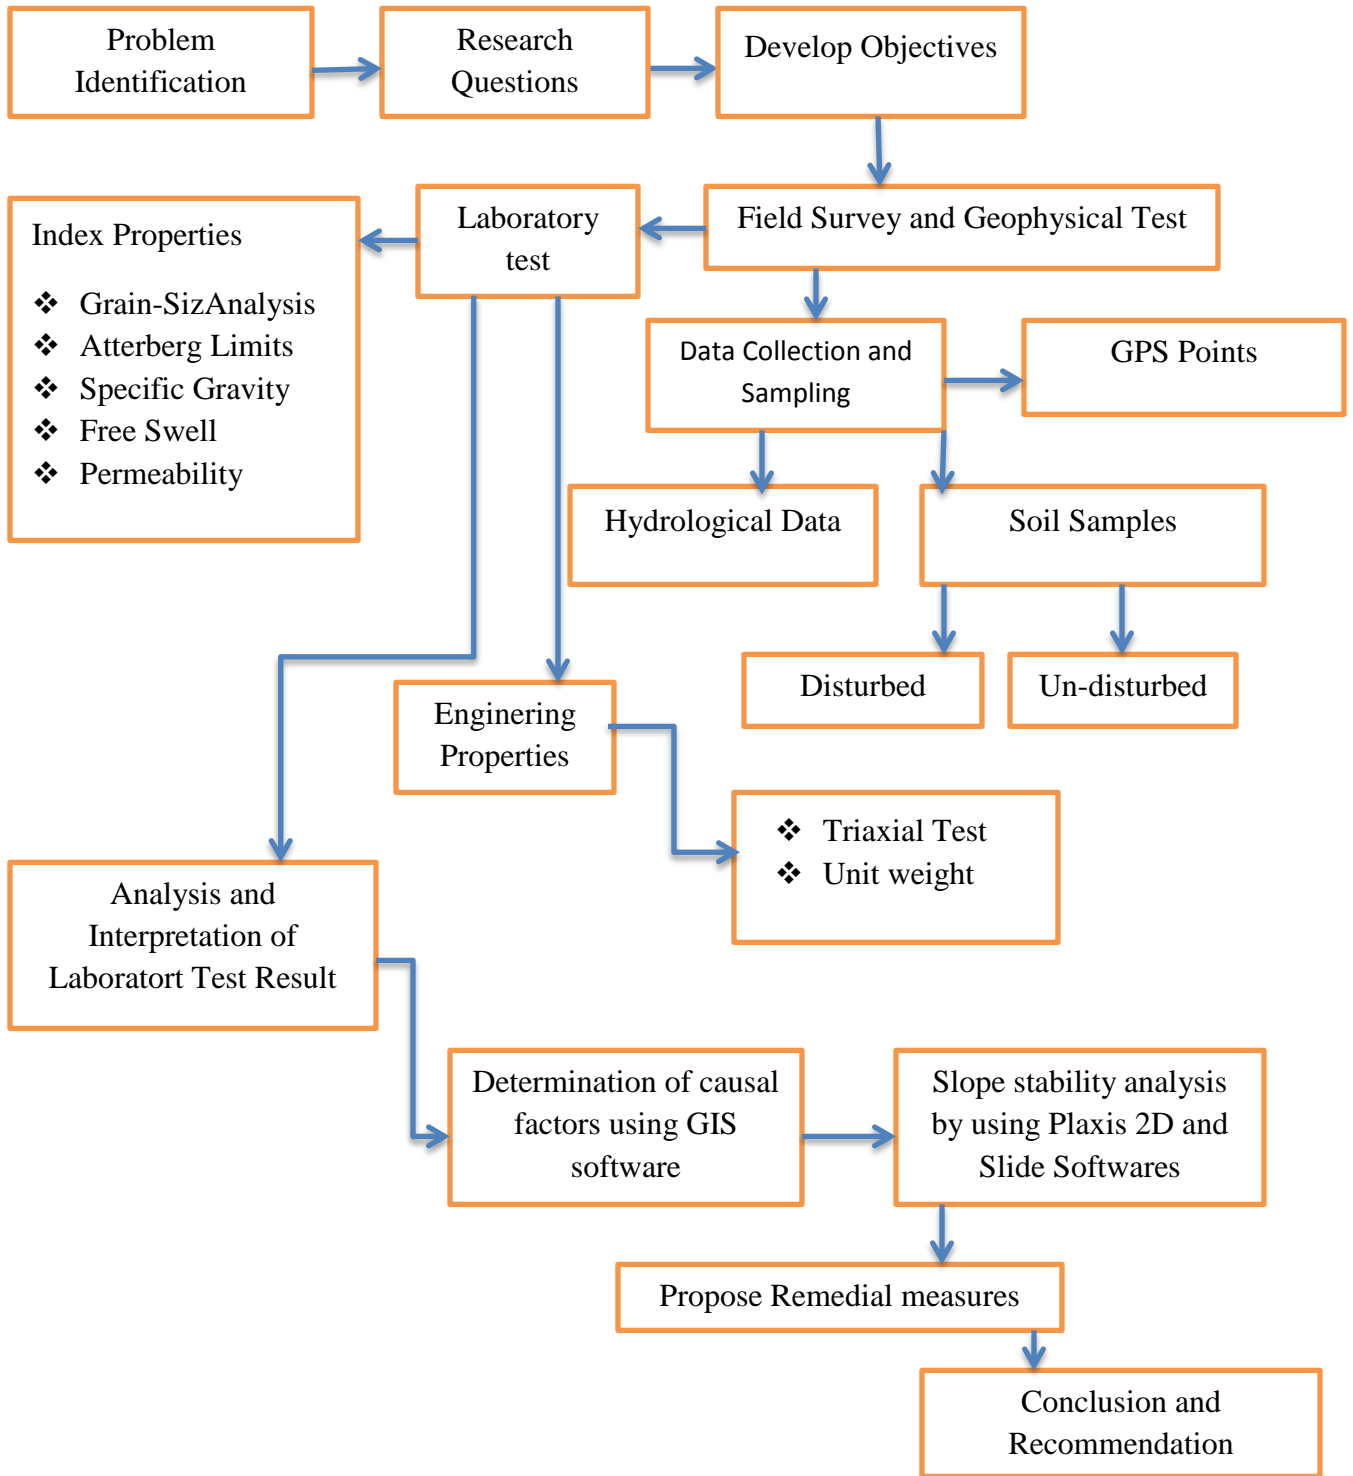 Problem
Identification
Research
Questions
Develop Objectives
Field Survey and Geophysical Test
Laboratory
test
Index Properties
❖ Grain-SizAnalysis
❖ Atterberg Limits
❖ Specific Gravity
❖ Free Swell
❖ Permeability
Data Collection and
Sampling
GPS Points
Hydrological Data
Soil Samples
Disturbed
Un-disturbed
Enginering
Properties
❖ Triaxial Test
❖ Unit weight
Analysis and
Interpretation of
Laboratort Test Result
Determination of causal
factors using GIS
software
Slope stability analysis
by using Plaxis 2D and
Slide Softwares
Propose Remedial measures
Conclusion and
Recommendation